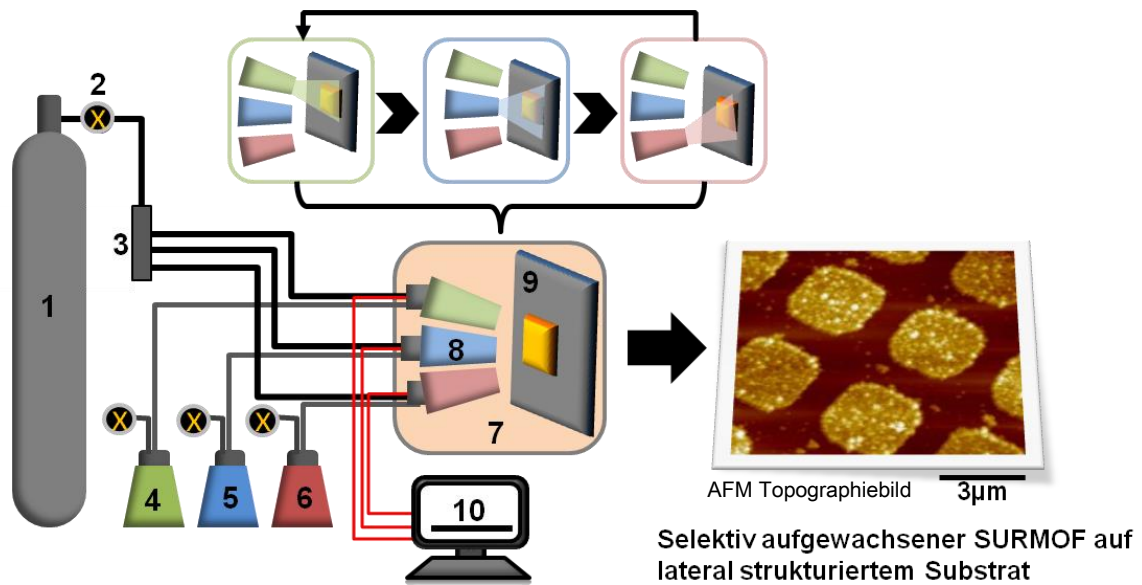 2
3
1
9
8
7
4
5
6
10
AFM Topographiebild
3µm
Selektiv aufgewachsener SURMOF auf
lateral strukturiertem Substrat
X
X
X
X